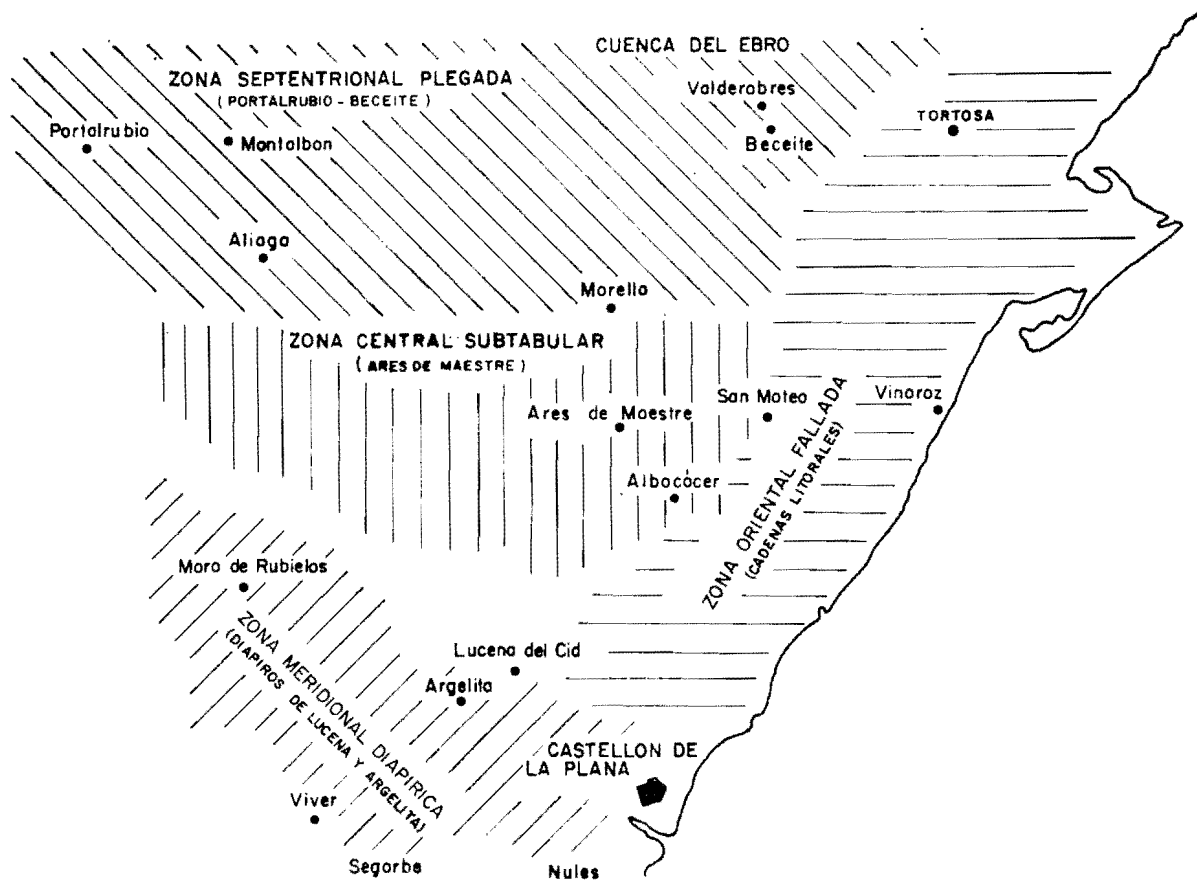 CUENCA DEL EBRO
ZONA SEPTENTRIONAL PLEGADA
(PORTALRUBIO - BECEITE)
Valderobres
Beceite
TORTOSA
Portalrubio
Montalbon
Aliaga
Morella
ZONA CENTRAL SUBTABULAR
(ARES DE MAESTRE)
Ares de Maestre
San Mateo
Vinaroz
Albocócer
ZONA ORIENTAL FALLADA
(CADENAS LITORALES)
Mora de Rubielos
ZONA MERIDIONAL DIAPIRICA
(DIAPIROS DE LUCENA Y ARGELITA)
Lucena del Cid
Argelita
CASTELLON DE
LA PLANA
Viver
Segorbe
Nules